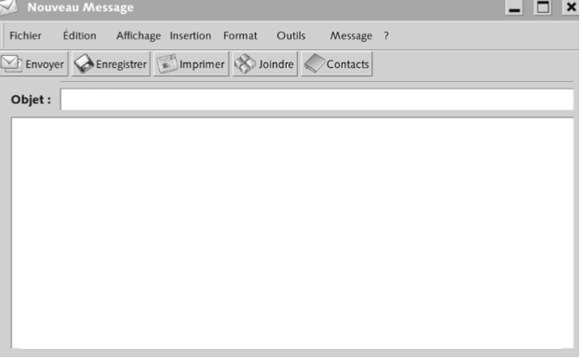 Nouveau Message
Fichier Édition Affichage Insertion Format Outils Message ?
Envoyer Enregistrer Imprimer Joindre Contacts
Objet :